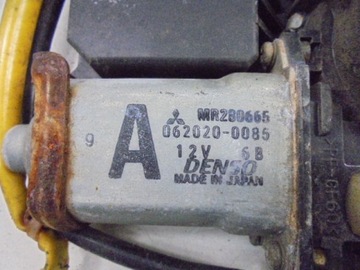 MR280665
062020-0085
12V 6B
DENSO
MADE IN JAPAN
A
9